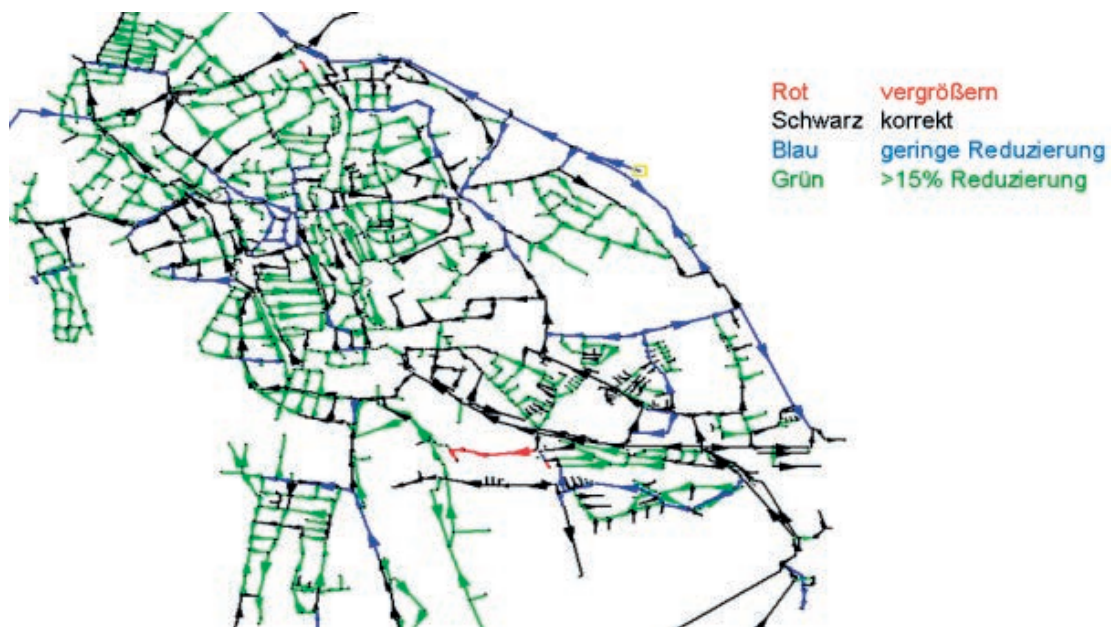 Rot vergrößern
Schwarz korrekt
Blau geringe Reduzierung
Grün >15% Reduzierung